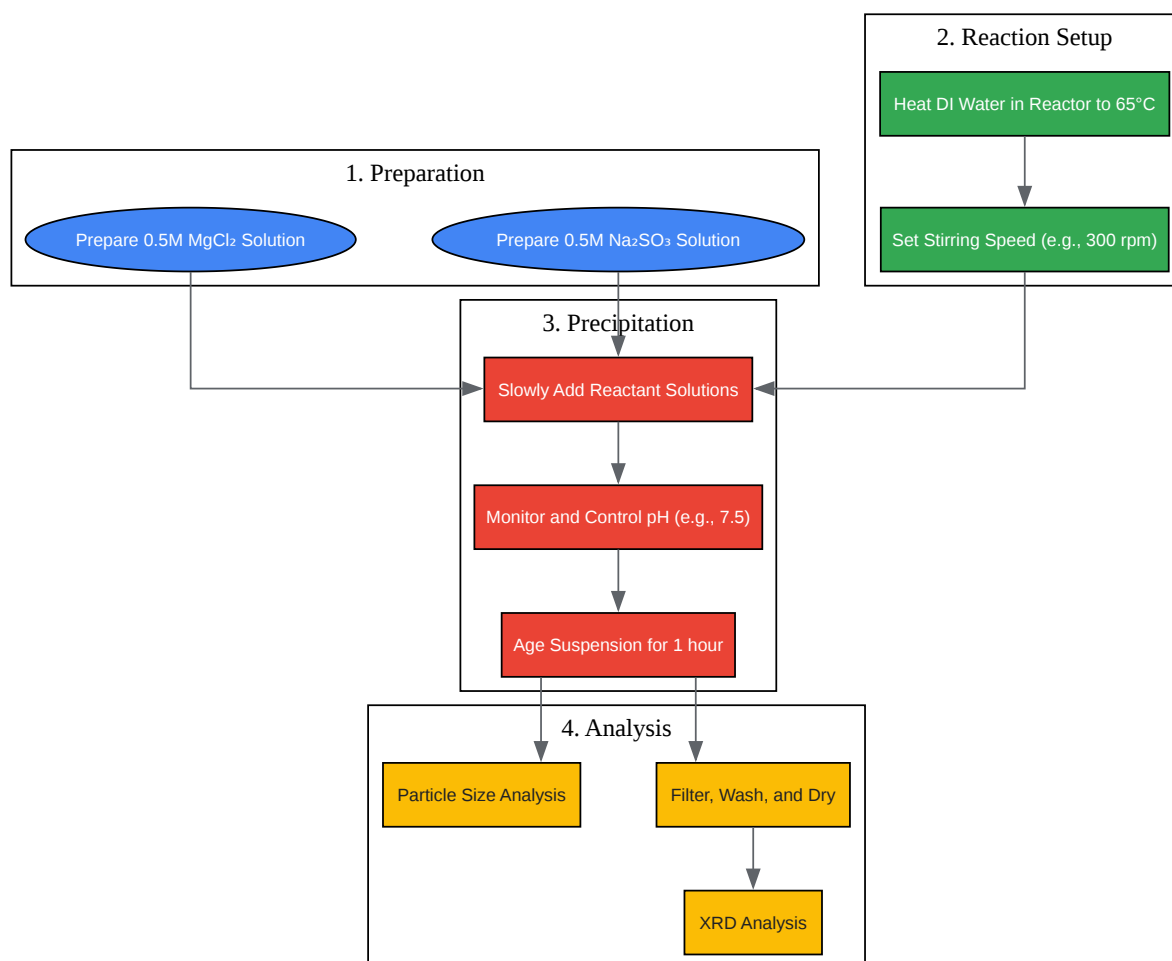 2. Reaction Setup
Heat DI Water in Reactor to 65°C
1. Preparation
Prepare 0.5M MgCl₂ Solution
Prepare 0.5M Na₂SO₃ Solution
Set Stirring Speed (e.g., 300 rpm)
3. Precipitation
Slowly Add Reactant Solutions
Monitor and Control pH (e.g., 7.5)
Age Suspension for 1 hour
4. Analysis
Particle Size Analysis
Filter, Wash, and Dry
XRD Analysis